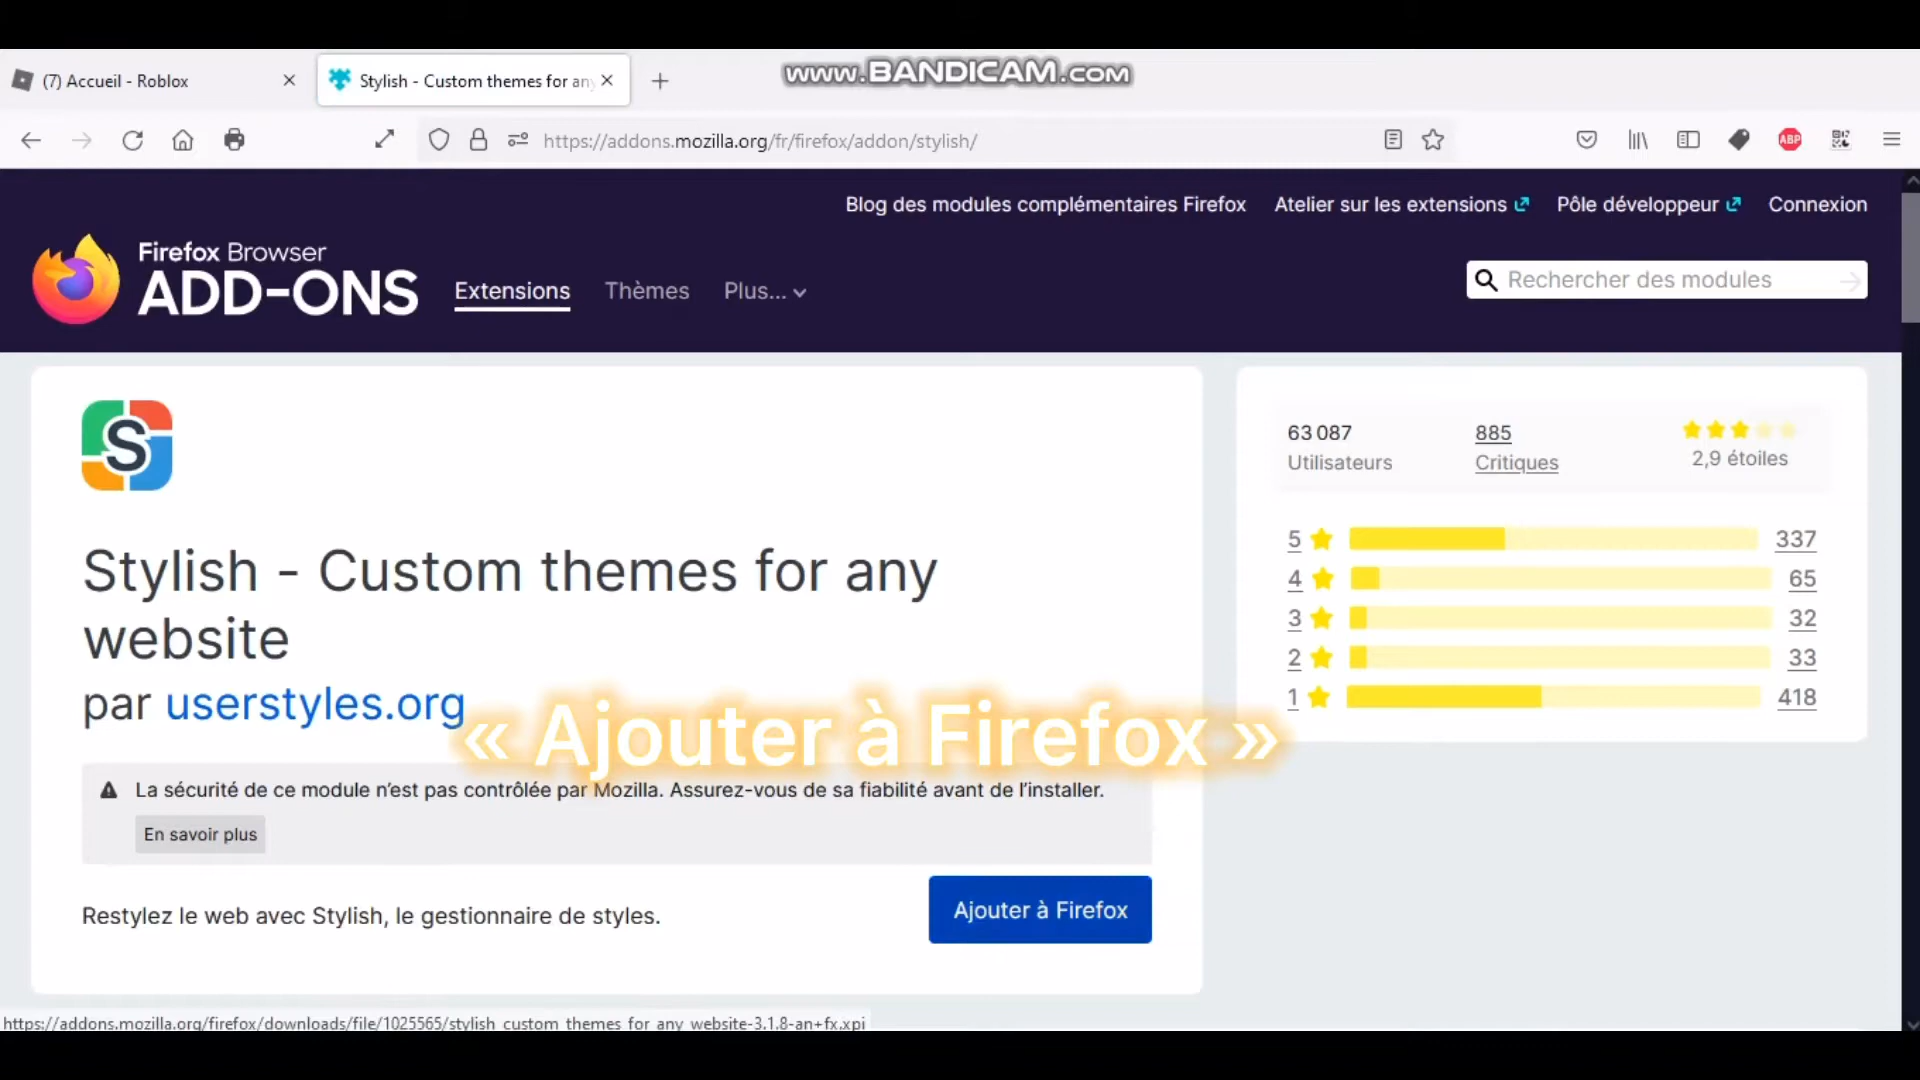 (7) Accueil - Roblox
Stylish - Custom themes for any
www.BANDICAM.com
https://addons.mozilla.org/fr/firefox/addon/stylish/
ABP
Blog des modules complémentaires Firefox
Atelier sur les extensions
Pôle développeur
Connexion
Firefox Browser
ADD-ONS
Extensions
Thèmes
Plus...
Rechercher des modules
S
Stylish - Custom themes for any
website
par userstyles.org
« Ajouter à Firefox »
La sécurité de ce module n'est pas contrôlée par Mozilla. Assurez-vous de sa fiabilité avant de l'installer.
En savoir plus
Restylez le web avec Stylish, le gestionnaire de styles.
Ajouter à Firefox
63 087
Utilisateurs
885
Critiques
2,9 étoiles
5 337
4 65
3 32
2 33
1 418
https://addons.mozilla.org/firefox/downloads/file/1025565/stylish_custom_themes_for_any_website-3.1.8-an+fx.xpi